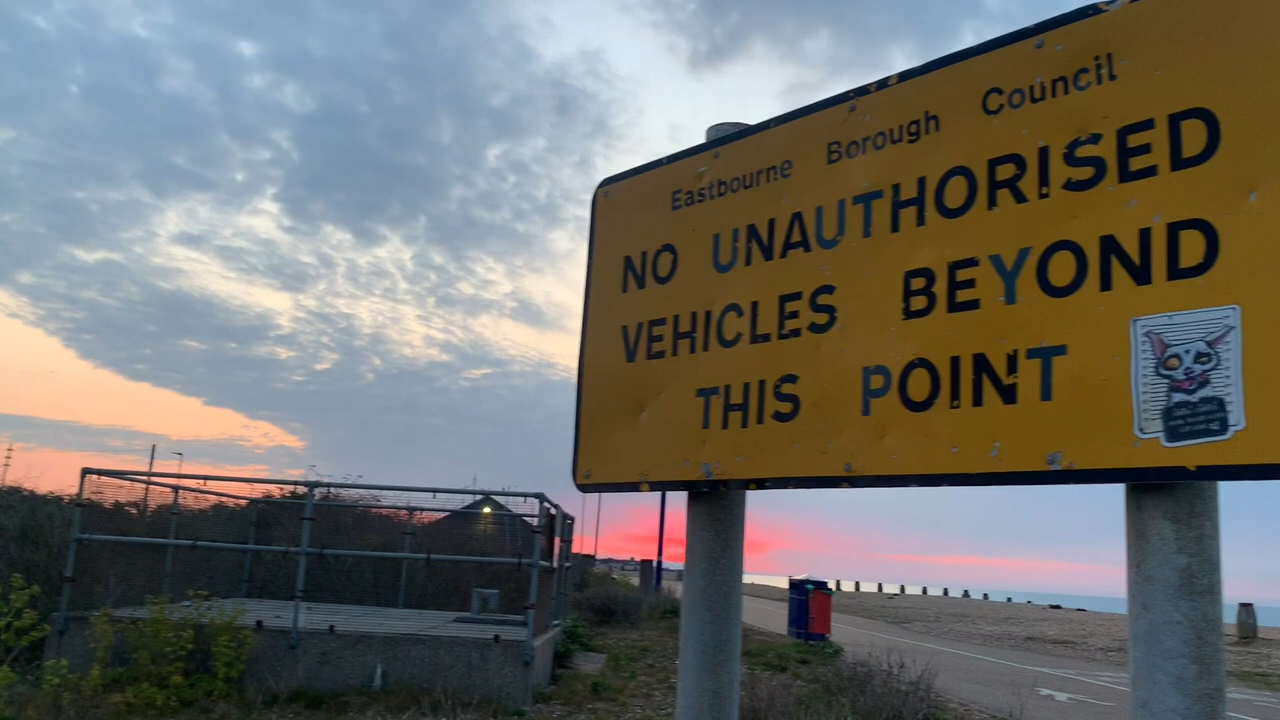 Eastbourne Borough Council
NO UNAUTHORISED
VEHICLES BEYOND
THIS POINT